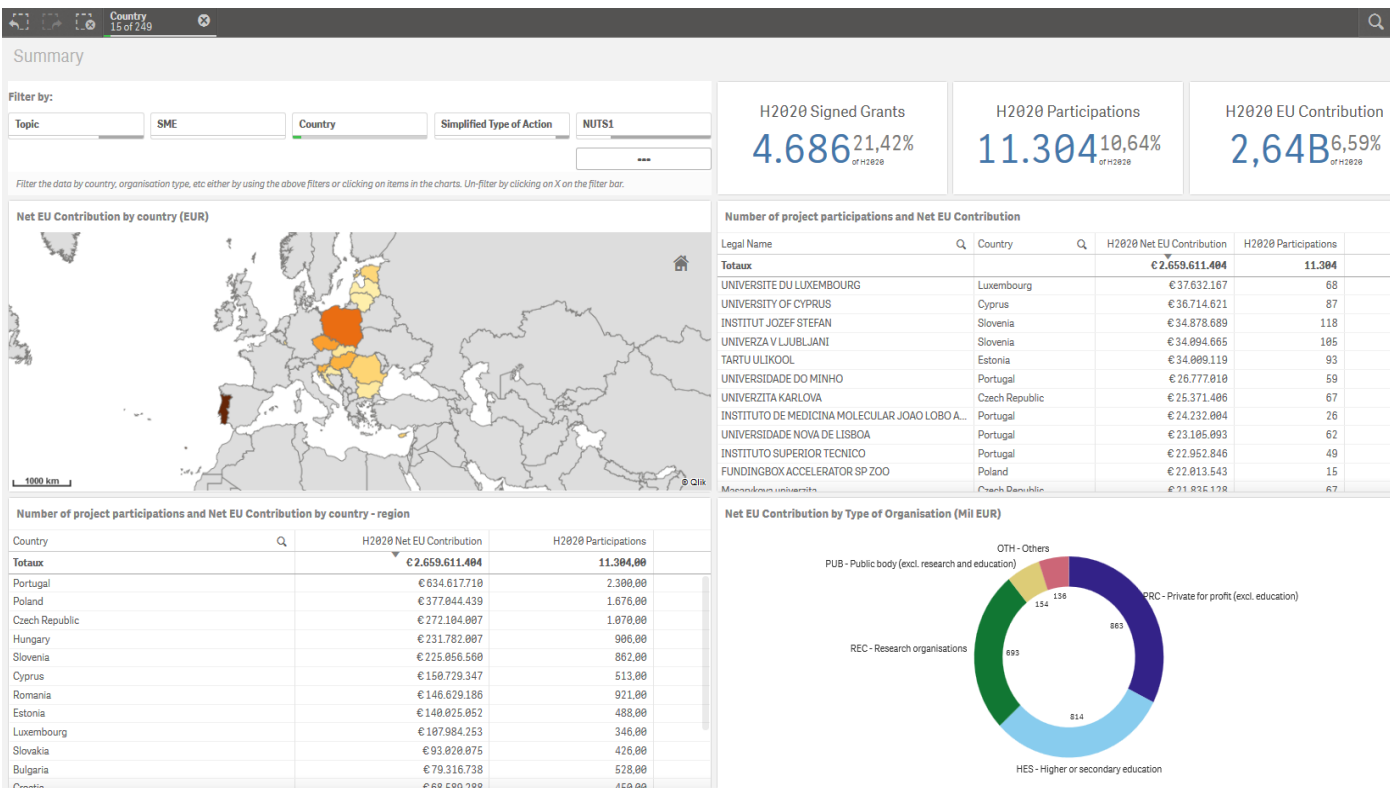 Country
15 of 249
Summary
Filter by:
Topic SME Country Simplified Type of Action NUTS1
---
Filter the data by country, organisation type, etc either by using the above filters or clicking on items in the charts. Un-filter by clicking on X on the filter bar.
H2020 Signed Grants
4.686 21,42%
of H2020
H2020 Participations
11.304 10,64%
of H2020
H2020 EU Contribution
2,64B 6,59%
of H2020
Net EU Contribution by country (EUR)
1000 km
© Qlik
Number of project participations and Net EU Contribution
Legal Name Country H2020 Net EU Contribution H2020 Participations
Totaux €2.659.611.404 11.304
UNIVERSITE DU LUXEMBOURG Luxembourg €37.632.167 68
UNIVERSITY OF CYPRUS Cyprus €36.714.621 87
INSTITUT JOZEF STEFAN Slovenia €34.878.689 118
UNIVERZA V LJUBLJANI Slovenia €34.094.665 105
TARTU ULIKOOL Estonia €34.009.119 93
UNIVERSIDADE DO MINHO Portugal €26.777.010 59
UNIVERZITA KARLOVA Czech Republic €25.371.406 67
INSTITUTO DE MEDICINA MOLECULAR JOAO LOBO A... Portugal €24.232.004 26
UNIVERSIDADE NOVA DE LISBOA Portugal €23.105.093 62
INSTITUTO SUPERIOR TECNICO Portugal €22.952.846 49
FUNDINGBOX ACCELERATOR SP ZOO Poland €22.013.543 15
Masarykova univerzita Czech Republic €21.835.128 67
Number of project participations and Net EU Contribution by country - region
Country H2020 Net EU Contribution H2020 Participations
Totaux €2.659.611.404 11.304,00
Portugal €634.617.710 2.300,00
Poland €377.044.439 1.676,00
Czech Republic €272.104.007 1.070,00
Hungary €231.782.007 906,00
Slovenia €225.056.560 862,00
Cyprus €150.729.347 513,00
Romania €146.629.186 921,00
Estonia €140.025.052 488,00
Luxembourg €107.984.253 346,00
Slovakia €93.020.075 426,00
Bulgaria €79.316.738 528,00
Croatia €68.589.288 450,00
Net EU Contribution by Type of Organisation (Mil EUR)
OTH - Others
PUB - Public body (excl. research and education)
136
154
PRC - Private for profit (excl. education)
863
REC - Research organisations
693
814
HES - Higher or secondary education